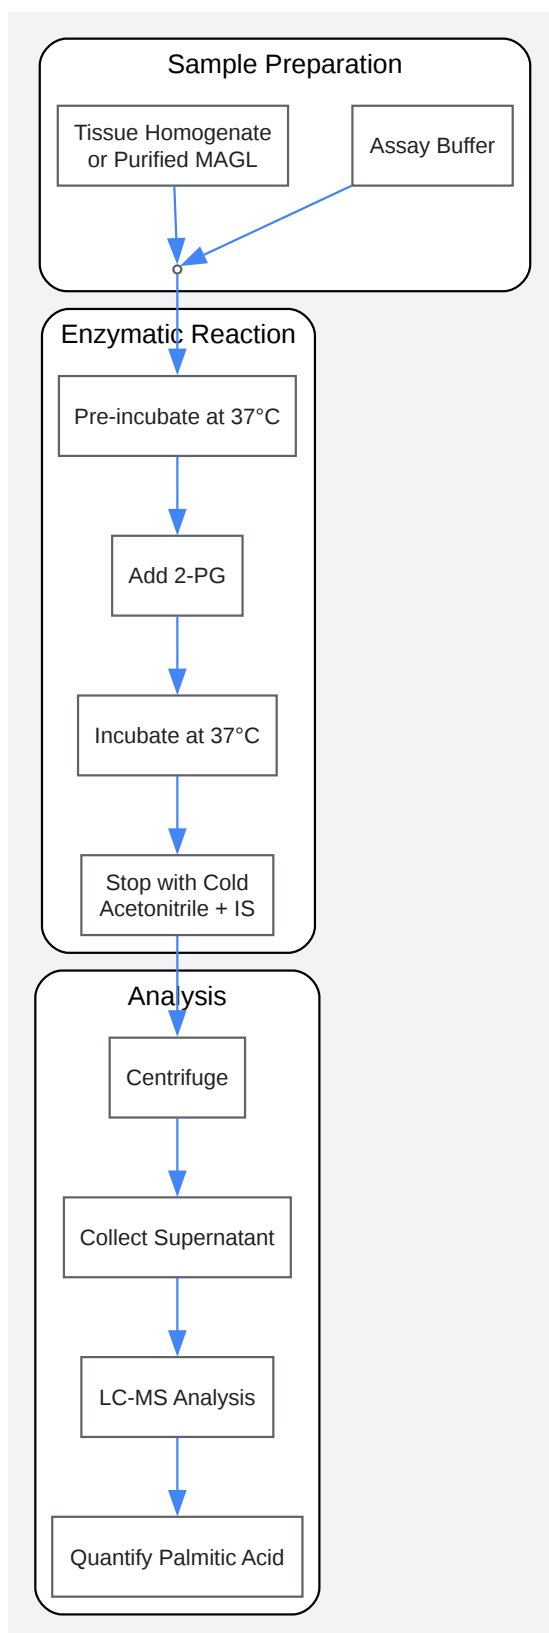 Sample Preparation
Tissue Homogenate
or Purified MAGL
Assay Buffer
Enzymatic Reaction
Pre-incubate at 37°C
Add 2-PG
Incubate at 37°C
Stop with Cold
Acetonitrile + IS
Analysis
Centrifuge
Collect Supernatant
LC-MS Analysis
Quantify Palmitic Acid